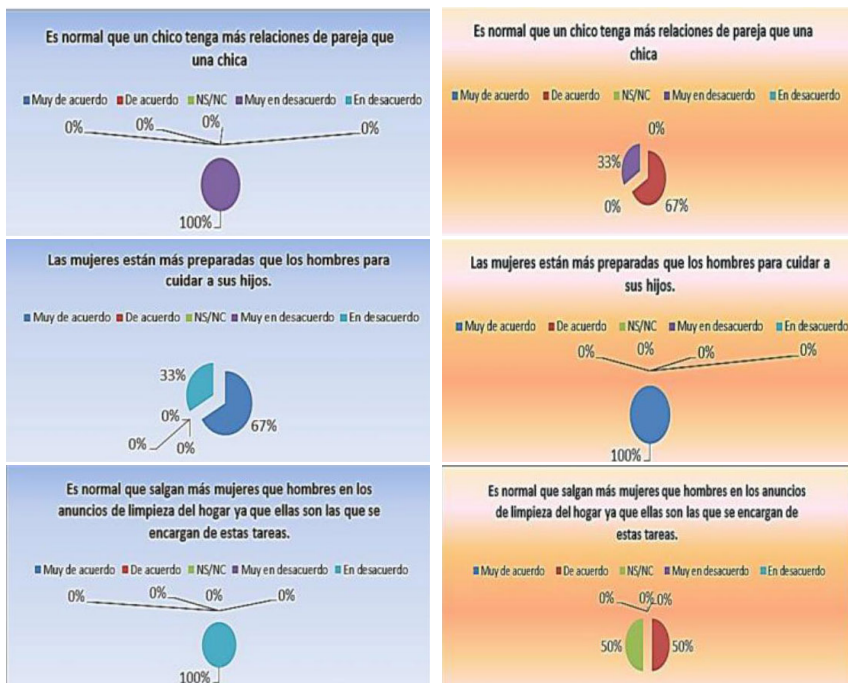 Es normal que un chico tenga más relaciones de pareja que
una chica
Muy de acuerdo De acuerdo NS/NC Muy en desacuerdo En desacuerdo
0% 0% 0% 0%
100%
Es normal que un chico tenga más relaciones de pareja que una
chica
Muy de acuerdo De acuerdo NS/NC Muy en desacuerdo En desacuerdo
0%
33%
0% 67%
Las mujeres están más preparadas que los hombres para
cuidar a sus hijos.
Muy de acuerdo De acuerdo NS/NC Muy en desacuerdo En desacuerdo
33%
0% 67%
0% 0%
Las mujeres están más preparadas que los hombres para cuidar a
sus hijos.
Muy de acuerdo De acuerdo NS/NC Muy en desacuerdo En desacuerdo
0% 0% 0% 0%
100%
Es normal que salgan más mujeres que hombres en los
anuncios de limpieza del hogar ya que ellas son las que se
encargan de estas tareas.
Muy de acuerdo De acuerdo NS/NC Muy en desacuerdo En desacuerdo
0% 0% 0% 0%
100%
Es normal que salgan más mujeres que hombres en los anuncios
de limpieza del hogar ya que ellas son las que se encargan de
estas tareas.
Muy de acuerdo De acuerdo NS/NC Muy en desacuerdo En desacuerdo
0% 0% 0%
50% 50%